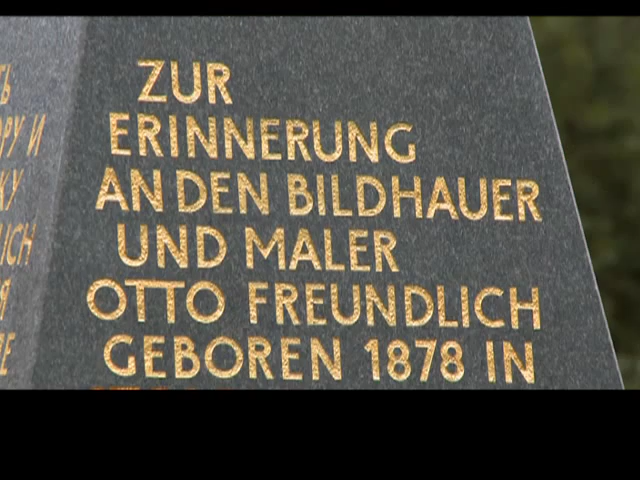 ZUR
ERINNERUNG
AN DEN BILDHAUER
UND MALER
OTTO FREUNDLICH
GEBOREN 1878 IN